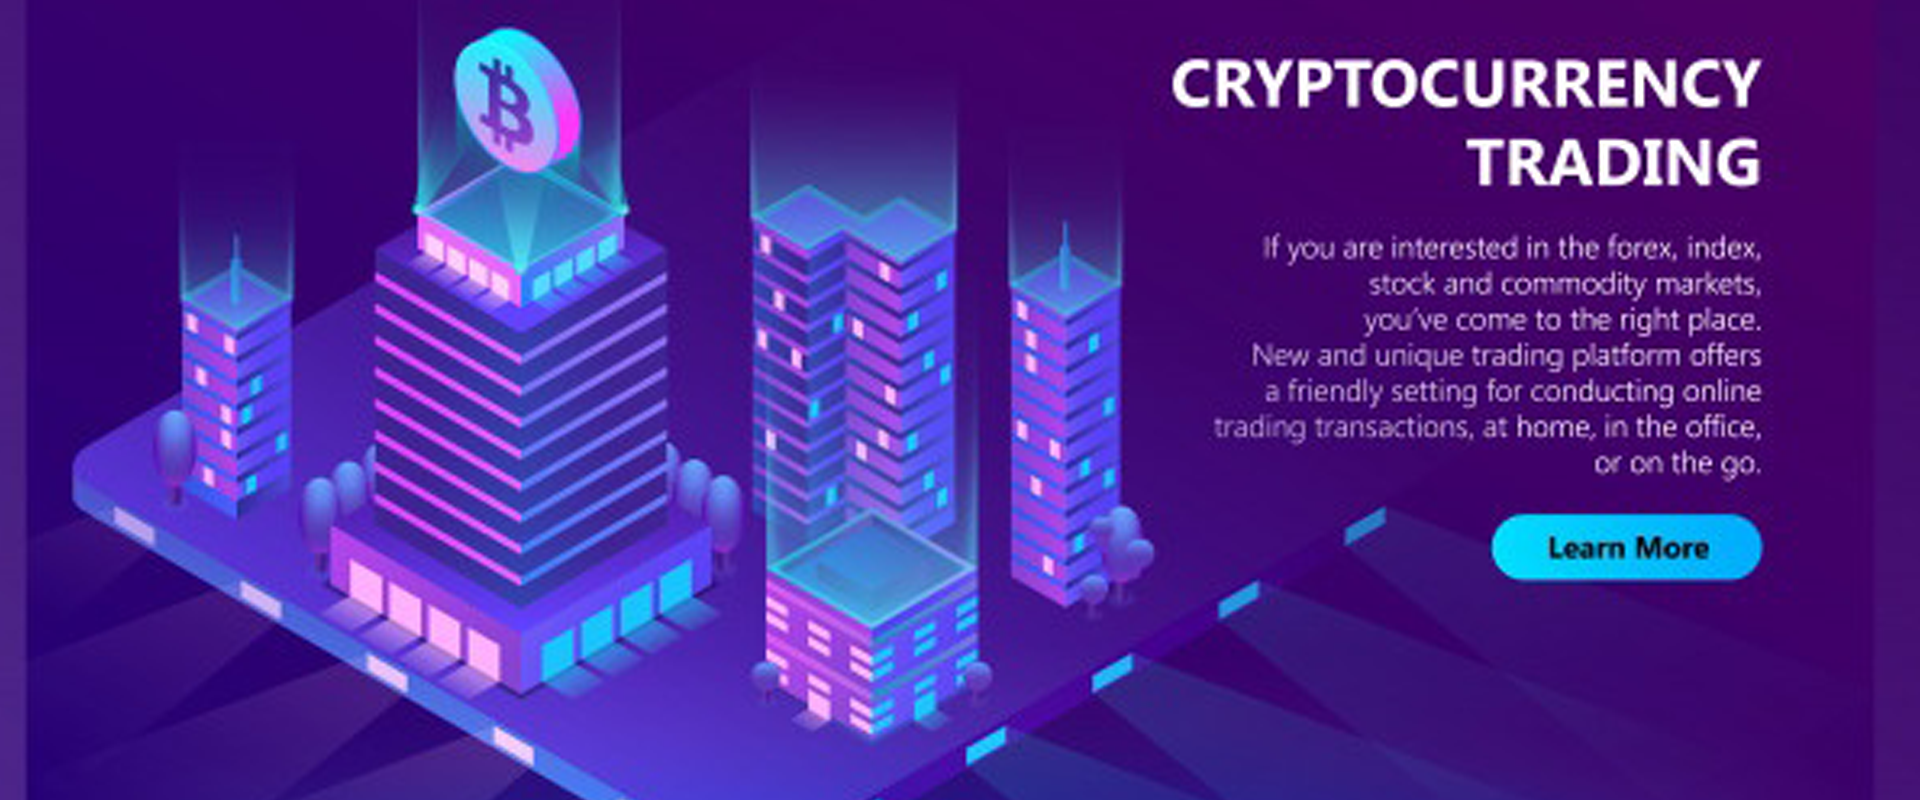 CRYPTOCURRENCY
TRADING
If you are interested in the forex, index,
stock and commodity markets,
you've come to the right place.
New and unique trading platform offers
a friendly setting for conducting online
trading transactions, at home, in the office,
or on the go.
Learn More